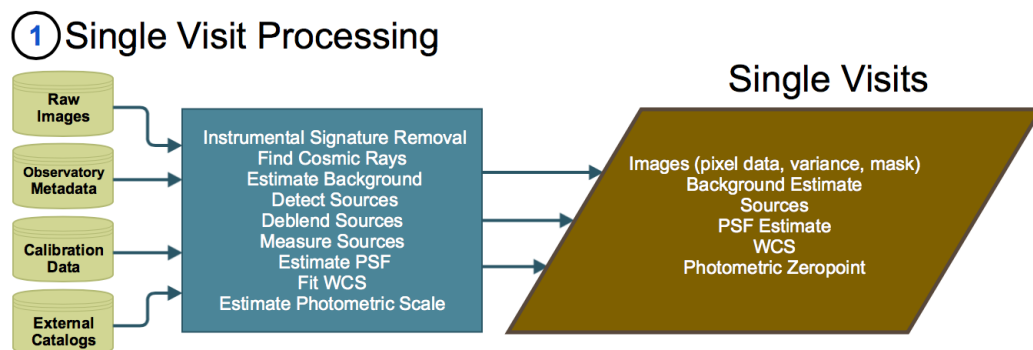 1 Single Visit Processing
Single Visits
Raw
Images
Observatory
Metadata
Calibration
Data
External
Catalogs
Instrumental Signature Removal
Find Cosmic Rays
Estimate Background
Detect Sources
Deblend Sources
Measure Sources
Estimate PSF
Fit WCS
Estimate Photometric Scale
Images (pixel data, variance, mask)
Background Estimate
Sources
PSF Estimate
WCS
Photometric Zeropoint